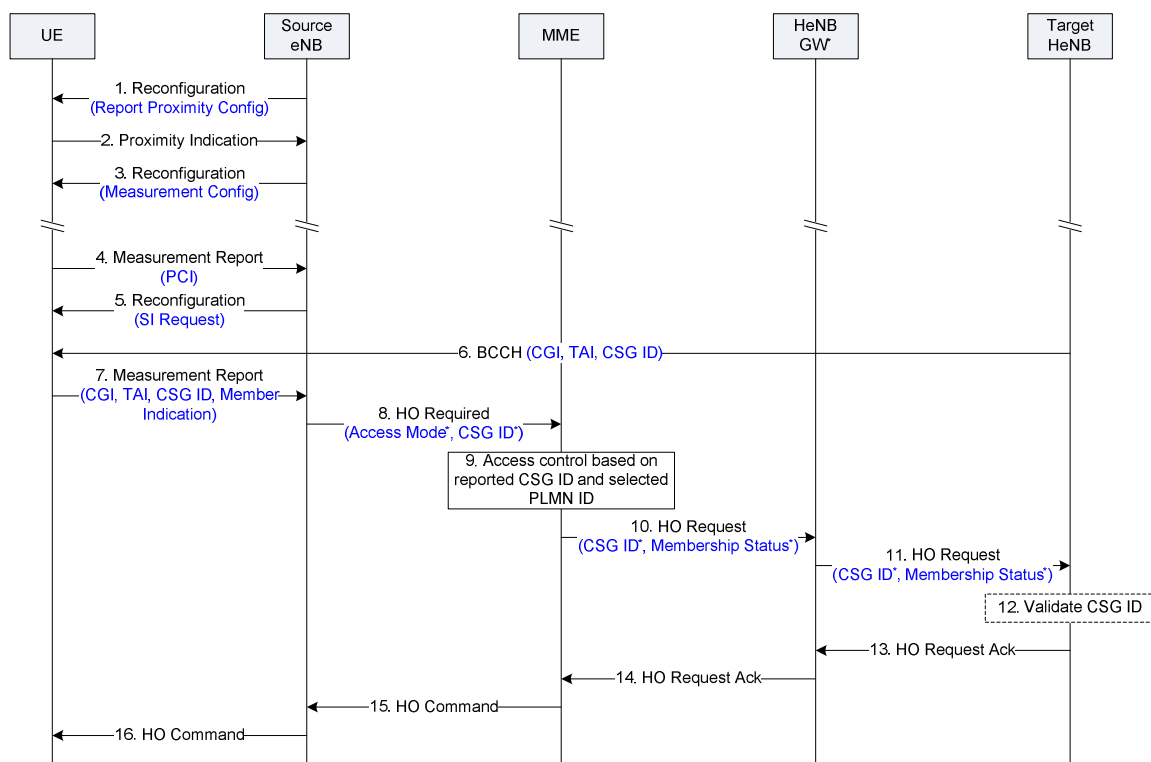 UE
Source
eNB
MME
HeNB
GW*
Target
HeNB
1. Reconfiguration
(Report Proximity Config)
2. Proximity Indication
3. Reconfiguration
(Measurement Config)
4. Measurement Report
(PCI)
5. Reconfiguration
(SI Request)
6. BCCH (CGI, TAI, CSG ID)
7. Measurement Report
(CGI, TAI, CSG ID, Member
Indication)
8. HO Required
(Access Mode*, CSG ID*)
9. Access control based on
reported CSG ID and selected
PLMN ID
10. HO Request
(CSG ID*, Membership Status*)
11. HO Request
(CSG ID*, Membership Status*)
12. Validate CSG ID
13. HO Request Ack
14. HO Request Ack
15. HO Command
16. HO Command